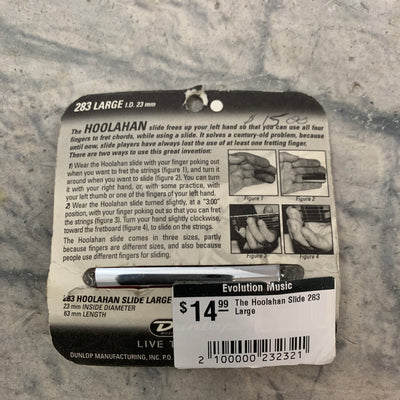 283 LARGE I.D. 23 mm
$ 15.00
The HOOLAHAN slide frees up your left hand so that you can use all four
fingers to fret chords, while using a slide. It solves a century-old problem, because
until now, slide players have always lost the use of at least one fretting finger.
There are two ways to use this great invention:
1) Wear the Hoolahan slide with your finger poking out
when you want to fret the strings (figure 1), and turn it
around when you want to slide (figure 2). You can turn
it with your right hand, or, with some practice, with
your left thumb or one of the fingers of your left hand.
2) Wear the Hoolahan slide turned slightly, at a "3:00"
position, with your finger poking out so that you can fret
the strings (figure 3). Turn your hand slightly clockwise,
toward the fretboard (figure 4), to slide on the strings.
The Hoolahan slide comes in three sizes, partly
because fingers are different sizes, and also because
people use different fingers for sliding.
Figure 1
Figure 2
Figure 3
Figure 4
283 HOOLAHAN SLIDE LARGE
23 mm INSIDE DIAMETER
63 mm LENGTH
LIVE
DUNLOP MANUFACTURING, INC. P.O.
Evolution Music
$14.99
The Hoolahan Slide 283
Large
2 100000 232321